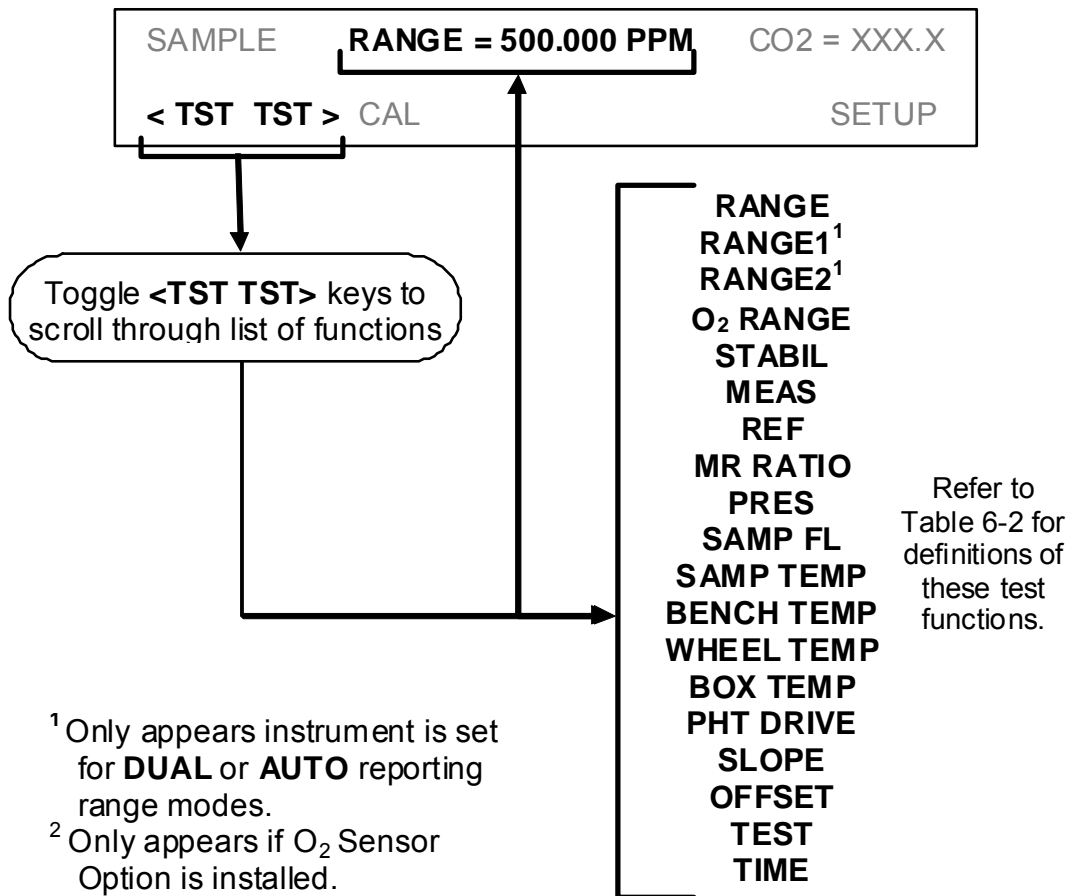 SAMPLE RANGE = 500.000 PPM CO2 = XXX.X
< TST TST > CAL SETUP
Toggle <TST TST> keys to
scroll through list of functions
RANGE
RANGE1¹
RANGE2¹
O₂ RANGE
STABIL
MEAS
REF
MR RATIO
PRES
SAMP FL
SAMP TEMP
BENCH TEMP
WHEEL TEMP
BOX TEMP
PHT DRIVE
SLOPE
OFFSET
TEST
TIME
Refer to
Table 6-2 for
definitions of
these test
functions.
¹ Only appears instrument is set
for DUAL or AUTO reporting
range modes.
² Only appears if O₂ Sensor
Option is installed.